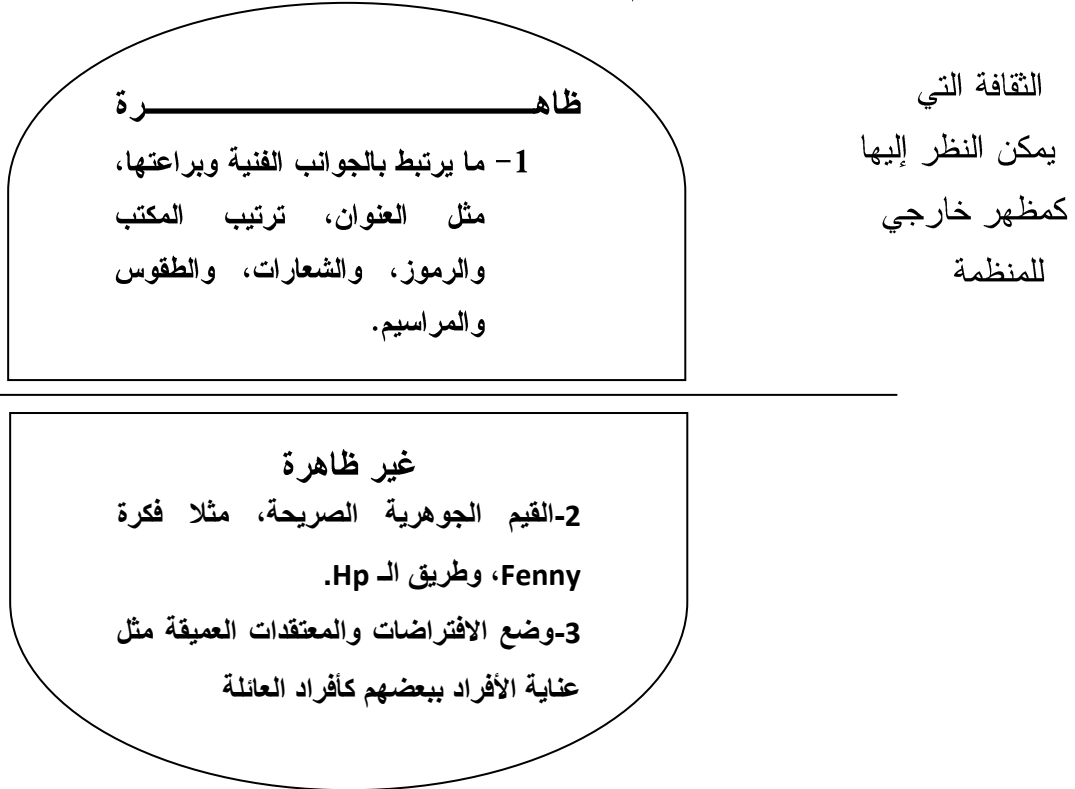 الثقافة التي
يمكن النظر إليها
كمظهر خارجي
للمنظمة
ظاهــــــــــــــــرة
1- ما يرتبط بالجوانب الفنية وبراعتها،
مثل العنوان، ترتيب المكتب
والرموز، والشعارات، والطقوس
والمراسيم.
غير ظاهرة
2-القيم الجوهرية الصريحة، مثلا فكرة
Fenny، وطريق الـ Hp.
3-وضع الافتراضات والمعتقدات العميقة مثل
عناية الأفراد ببعضهم كأفراد العائلة